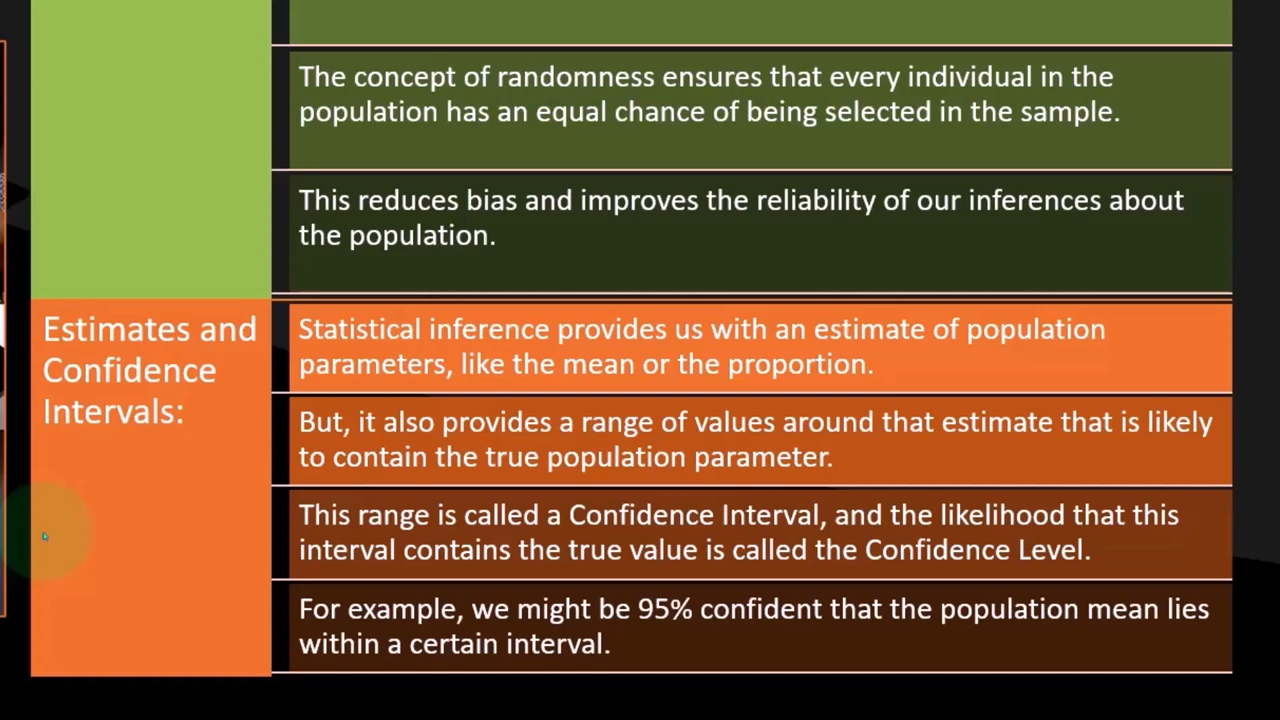 The concept of randomness ensures that every individual in the
population has an equal chance of being selected in the sample.
This reduces bias and improves the reliability of our inferences about
the population.
Estimates and
Confidence
Intervals:
Statistical inference provides us with an estimate of population
parameters, like the mean or the proportion.
But, it also provides a range of values around that estimate that is likely
to contain the true population parameter.
This range is called a Confidence Interval, and the likelihood that this
interval contains the true value is called the Confidence Level.
For example, we might be 95% confident that the population mean lies
within a certain interval.